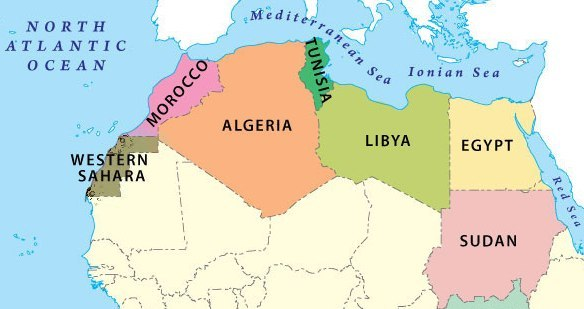 NORTH
ATLANTIC
OCEAN
Mediterranean Sea
Ionian Sea
MOROCCO
TUNISIA
ALGERIA
LIBYA
EGYPT
WESTERN
SAHARA
Red Sea
SUDAN